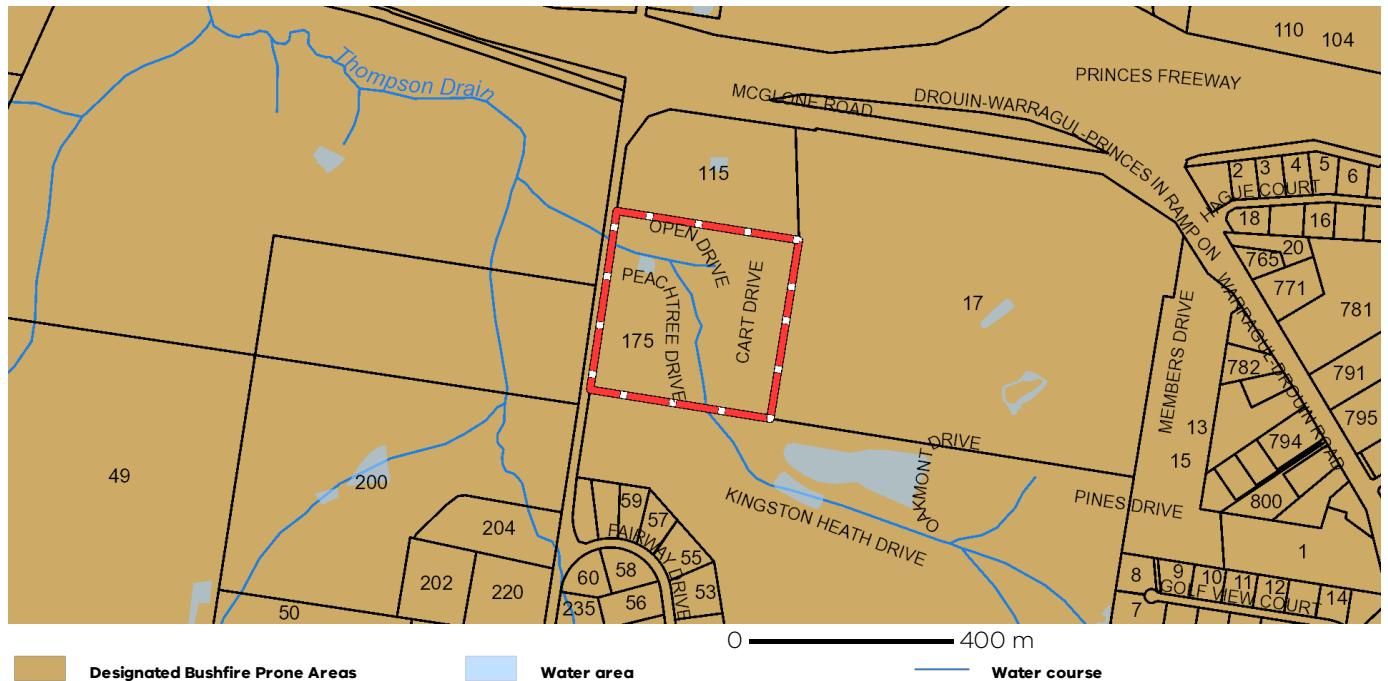 110
104
PRINCES FREEWAY
Thompson Drain
MCGLONE ROAD
DROUIN-WARRAGUL-PRINCES IN RAMP ON
115
2
3
4
5
6
HAGUE COURT
18
16
OPEN DRIVE
20
765
771
PEACHTREE DRIVE
CART DRIVE
17
781
175
MEMBERS DRIVE
WARRAGUL-DROUIN ROAD
782
791
795
13
794
15
49
200
OAKMONT DRIVE
KINGSTON HEATH DRIVE
PINES DRIVE
800
59
57
204
FAIRWAY DRIVE
55
1
202
220
60
58
53
8
9
10
11
12
14
GOLF VIEW COURT
50
235
56
7
0 400 m
Designated Bushfire Prone Areas
Water area
Water course